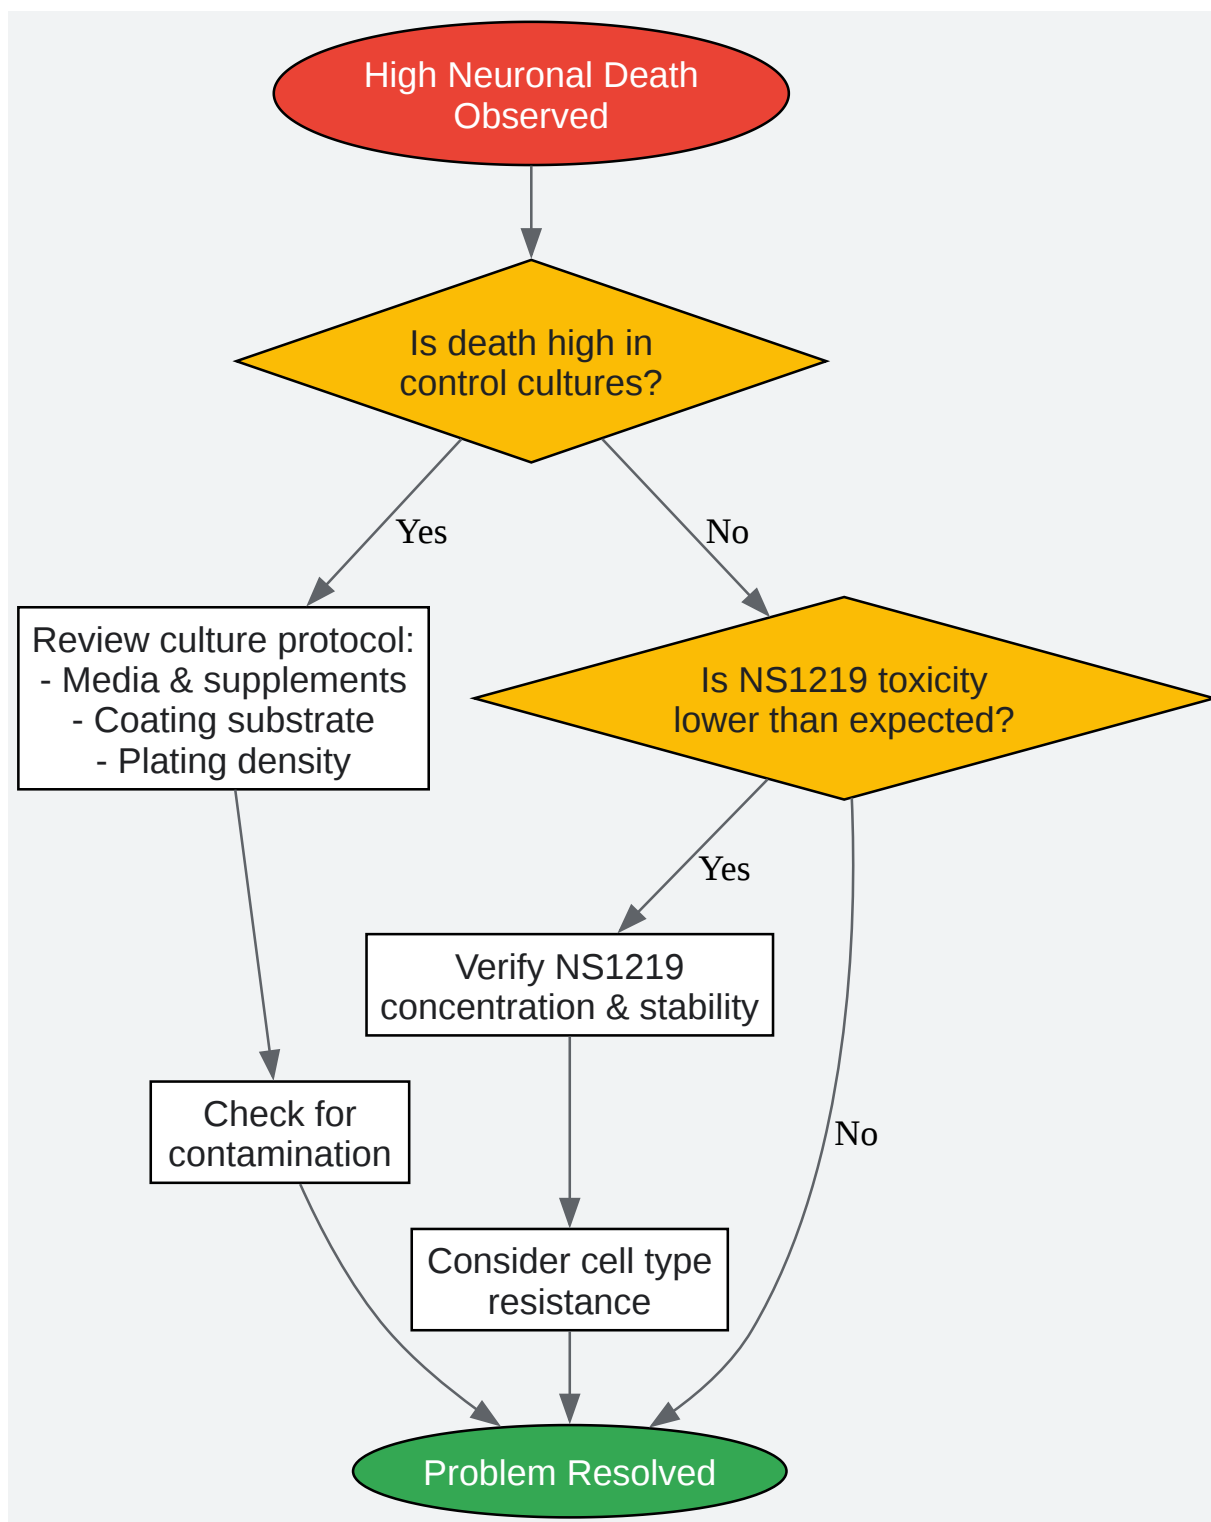 High Neuronal Death
Observed
Is death high in
control cultures?
Yes
No
Review culture protocol:
- Media & supplements
- Coating substrate
- Plating density
Is NS1219 toxicity
lower than expected?
Yes
Verify NS1219
concentration & stability
Check for
contamination
No
Consider cell type
resistance
Problem Resolved